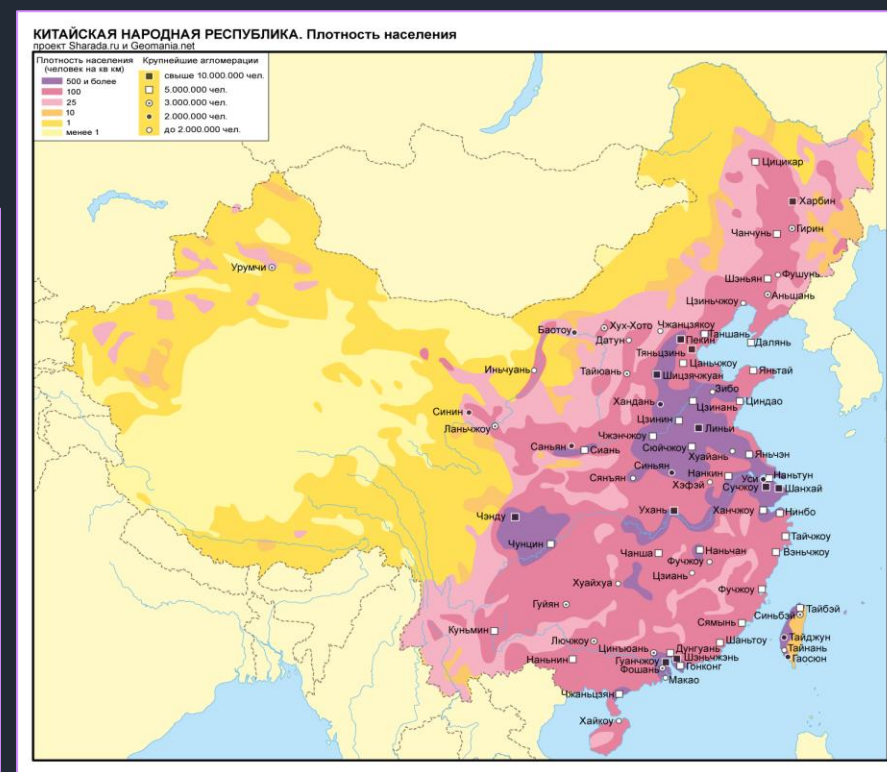 КИТАЙСКАЯ НАРОДНАЯ РЕСПУБЛИКА. Плотность населения
проект Sharada.ru и Geomania.net
Плотность населения
(человек на кв км)
500 и более
100
25
10
1
менее 1
Крупнейшие агломерации
свыше 10.000.000 чел.
5.000.000 чел.
3.000.000 чел.
2.000.000 чел.
до 2.000.000 чел.
Цицикар
Харбин
Гирин
Чанчунь
Урумчи
Фушунь
Шэньян
Аньшань
Цзиньчжоу
Баотоу
Хух-Хото
Чжанцзякоу
Таншань
Датун
Пекин
Далянь
Тяньцзинь
Цаньчжоу
Иньчуань
Тайюань
Шицзячжуан
Яньтай
Зибо
Хандань
Цзинань
Циндао
Синин
Цзинин
Ланьчжоу
Линьи
Чжэнчжоу
Саньян
Сиань
Сюйчжоу
Хуайань
Яньчэн
Синьян
Сянъян
Нанкин
Уси
Наньтун
Хэфэй
Сучжоу
Шанхай
Чэнду
Ухань
Ханчжоу
Нинбо
Тайчжоу
Чунцин
Чанша
Наньчан
Вэньчжоу
Фучжоу
Цзиань
Хуайхуа
Фучжоу
Гуйян
Тайбэй
Синьбэй
Куньмин
Сямынь
Лючжоу
Шаньтоу
Тайджун
Цинъюань
Дунгуань
Тайнань
Наньнин
Гуанчжоу
Шэньчжэнь
Гаосюн
Фошань
Гонконг
Макао
Чжаньцзян
Хайкоу